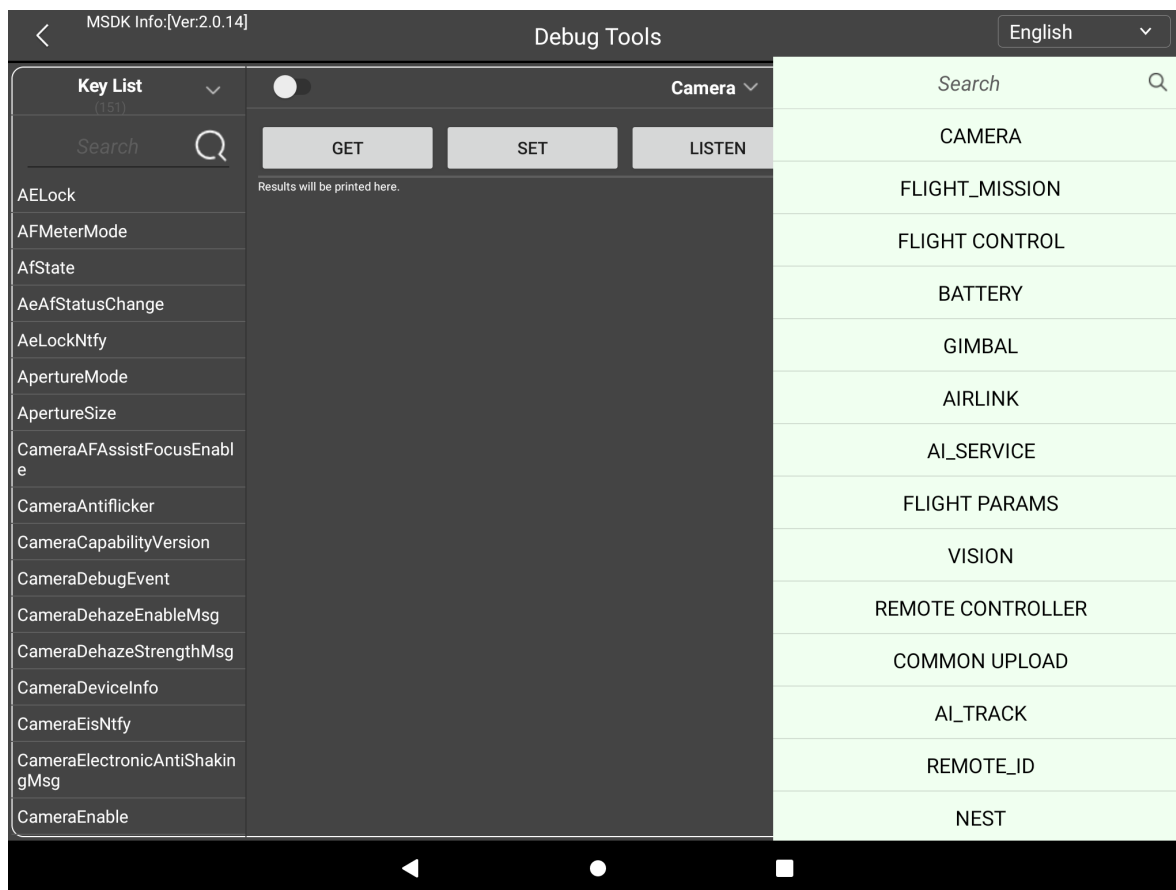 MSDK Info:[Ver:2.0.14]
Debug Tools
English
Key List
(151)
Search
AELock
AFMeterMode
AfState
AeAfStatusChange
AeLockNtfy
ApertureMode
ApertureSize
CameraAFAssistFocusEnabl
e
CameraAntiflicker
CameraCapabilityVersion
CameraDebugEvent
CameraDehazeEnableMsg
CameraDehazeStrengthMsg
CameraDeviceInfo
CameraEisNtfy
CameraElectronicAntiShakin
gMsg
CameraEnable
Camera
GET SET LISTEN
Results will be printed here.
Search
CAMERA
FLIGHT_MISSION
FLIGHT CONTROL
BATTERY
GIMBAL
AIRLINK
AI_SERVICE
FLIGHT PARAMS
VISION
REMOTE CONTROLLER
COMMON UPLOAD
AI_TRACK
REMOTE_ID
NEST